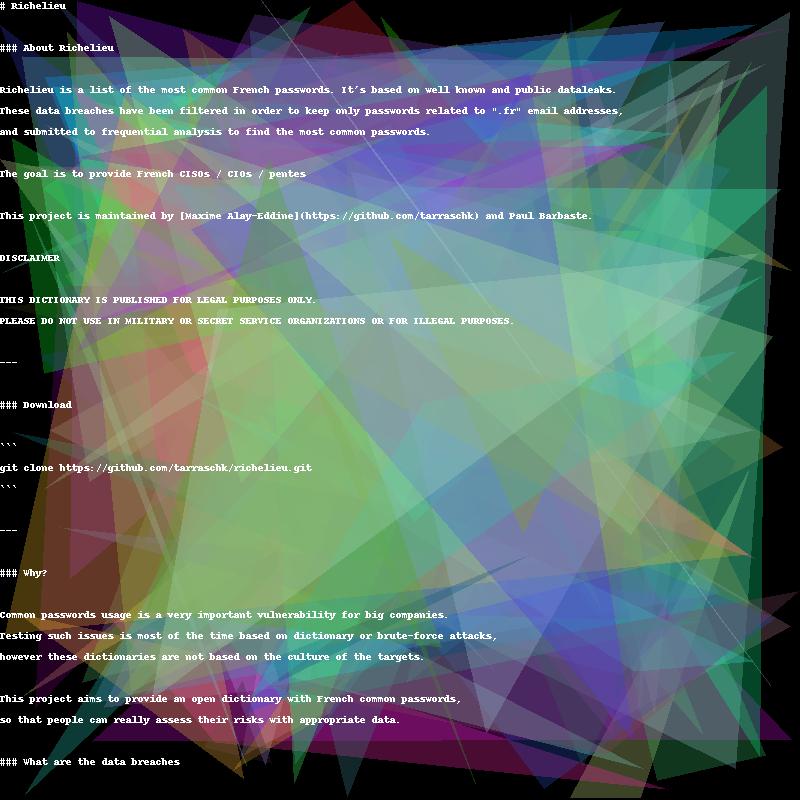 # Richelieu
### About Richelieu
Richelieu is a list of the most common French passwords. It's based on well known and public dataleaks.
These data breaches have been filtered in order to keep only passwords related to ".fr" email addresses,
and submitted to frequential analysis to find the most common passwords.
The goal is to provide French CISOs / CIOs / pentes
This project is maintained by [Maxime Alay-Eddine](https://github.com/tarraschk) and Paul Barbaste.
DISCLAIMER
THIS DICTIONARY IS PUBLISHED FOR LEGAL PURPOSES ONLY.
PLEASE DO NOT USE IN MILITARY OR SECRET SERVICE ORGANIZATIONS OR FOR ILLEGAL PURPOSES.
---
### Download
```
git clone https://github.com/tarraschk/richelieu.git
```
---
### Why?
Common passwords usage is a very important vulnerability for big companies.
Testing such issues is most of the time based on dictionary or brute-force attacks,
however these dictionaries are not based on the culture of the targets.
This project aims to provide an open dictionary with French common passwords,
so that people can really assess their risks with appropriate data.
### What are the data breaches